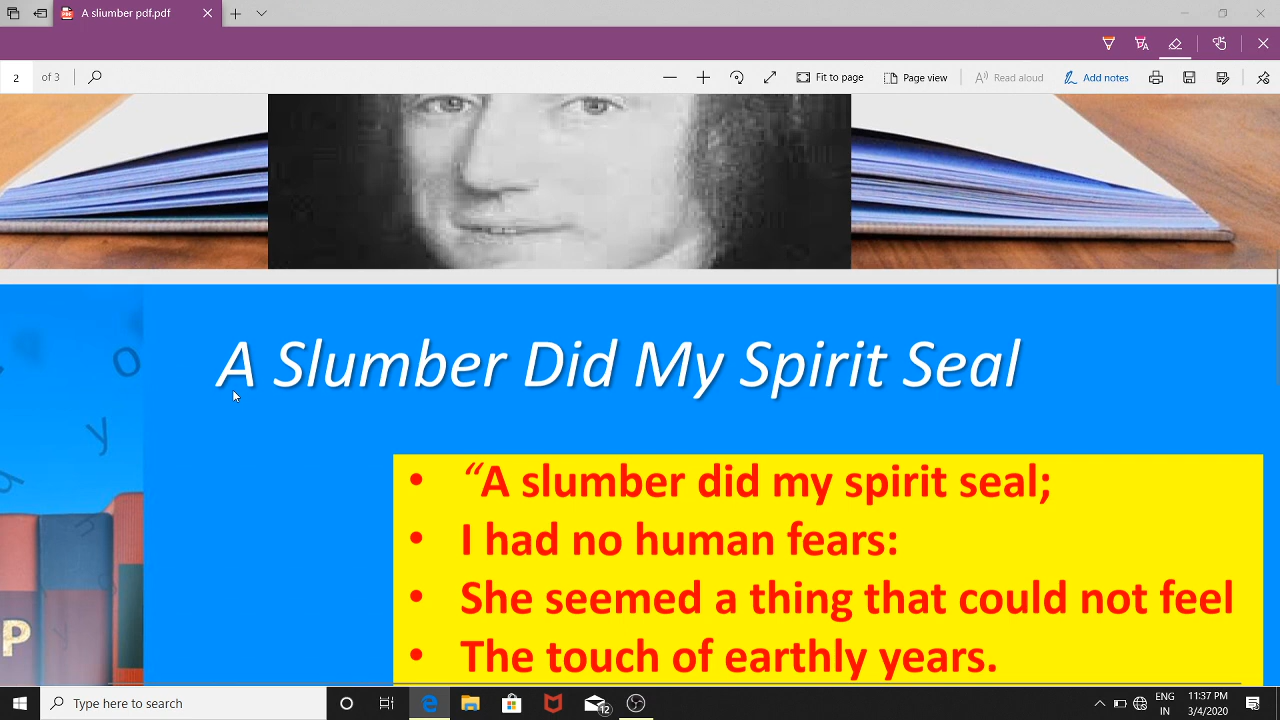 A sliumber pdf.pdf
2 of 3 Fit to page Page view Read aloud Add notes
A Slumber Did My Spirit Seal
• “A slumber did my spirit seal;
• I had no human fears:
• She seemed a thing that could not feel
• The touch of earthly years.
o
y
q
n
y
P
Type here to search 12 ENG 11:37 PM
IN 3/4/2020